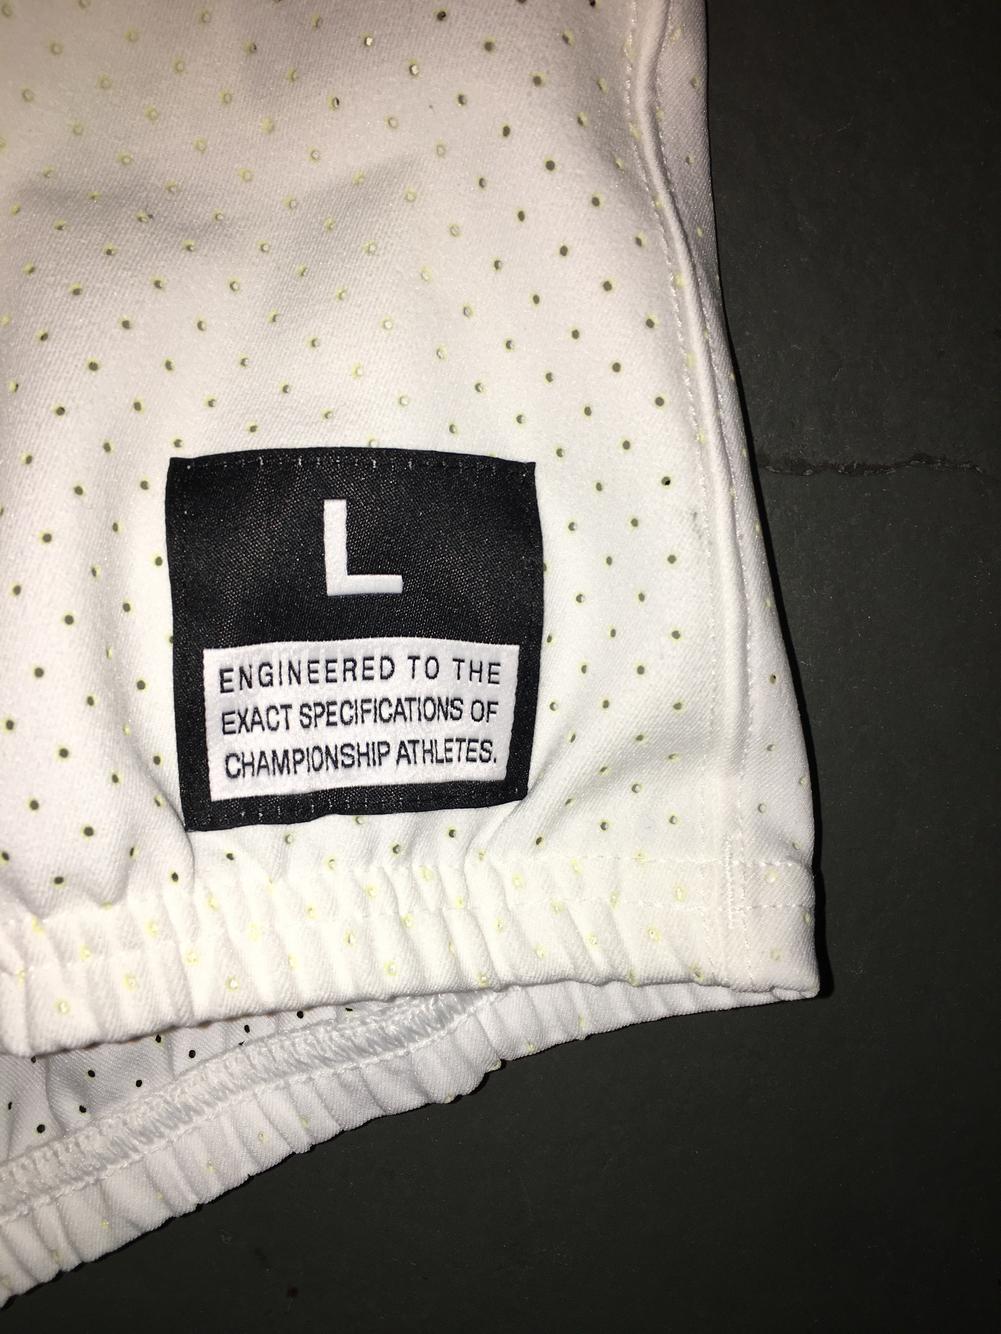 L
ENGINEERED TO THE
EXACT SPECIFICATIONS OF
CHAMPIONSHIP ATHLETES.